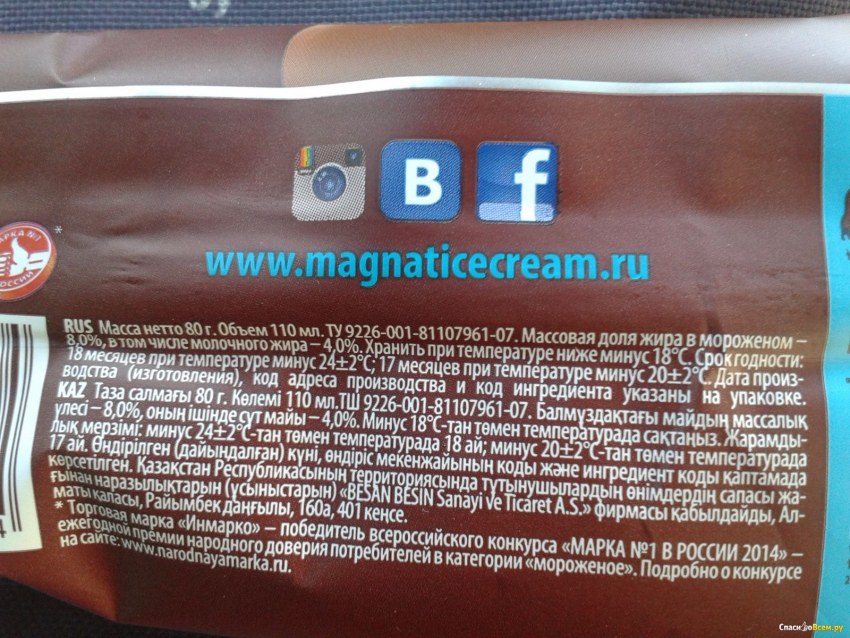 В
f
www.magnaticecream.ru
МАРКА №1
РОССИИ
*
RUS Масса нетто 80 г. Объем 110 мл. ТУ 9226-001-81107961-07. Массовая доля жира в мороженом –
8,0%, в том числе молочного жира – 4,0%. Хранить при температуре ниже минус 18°С. Срок годности:
18 месяцев при температуре минус 24±2°С; 17 месяцев при температуре минус 20±2°С. Дата произ-
водства (изготовления), код адреса производства и код ингредиента указаны на упаковке.
KAZ Таза салмағы 80 г. Көлемі 110 мл.ТШ 9226-001-81107961-07. Балмұздақтағы майдың массалық
үлесі – 8,0%, оның ішінде сүт майы – 4,0%. Минус 18°С-тан төмен температурада сақтаңыз. Жарамды-
лық мерзімі: минус 24±2°С-тан төмен температурада 18 ай; минус 20±2°С-тан төмен температурада
17 ай. Өндірілген (дайындалған) күні, өндіріс мекенжайының коды және ингредиент коды қаптамада
көрсетілген. Қазақстан Республикасының территориясында тұтынушылардың өнімдердің сапасы жа-
ғынан наразылықтарын (ұсыныстарын) «BESAN BESIN Sanayi ve Ticaret A.S.» фирмасы қабылдайды, Ал-
маты қаласы, Райымбек даңғылы, 160а, 401 кеңсе.
* Торговая марка «Инмарко» – победитель всероссийского конкурса «МАРКА №1 В РОССИИ 2014» –
ежегодной премии народного доверия потребителей в категории «мороженое». Подробно о конкурсе
на сайте: www.narodnayamarka.ru.
4
СпасибоВсем.ру